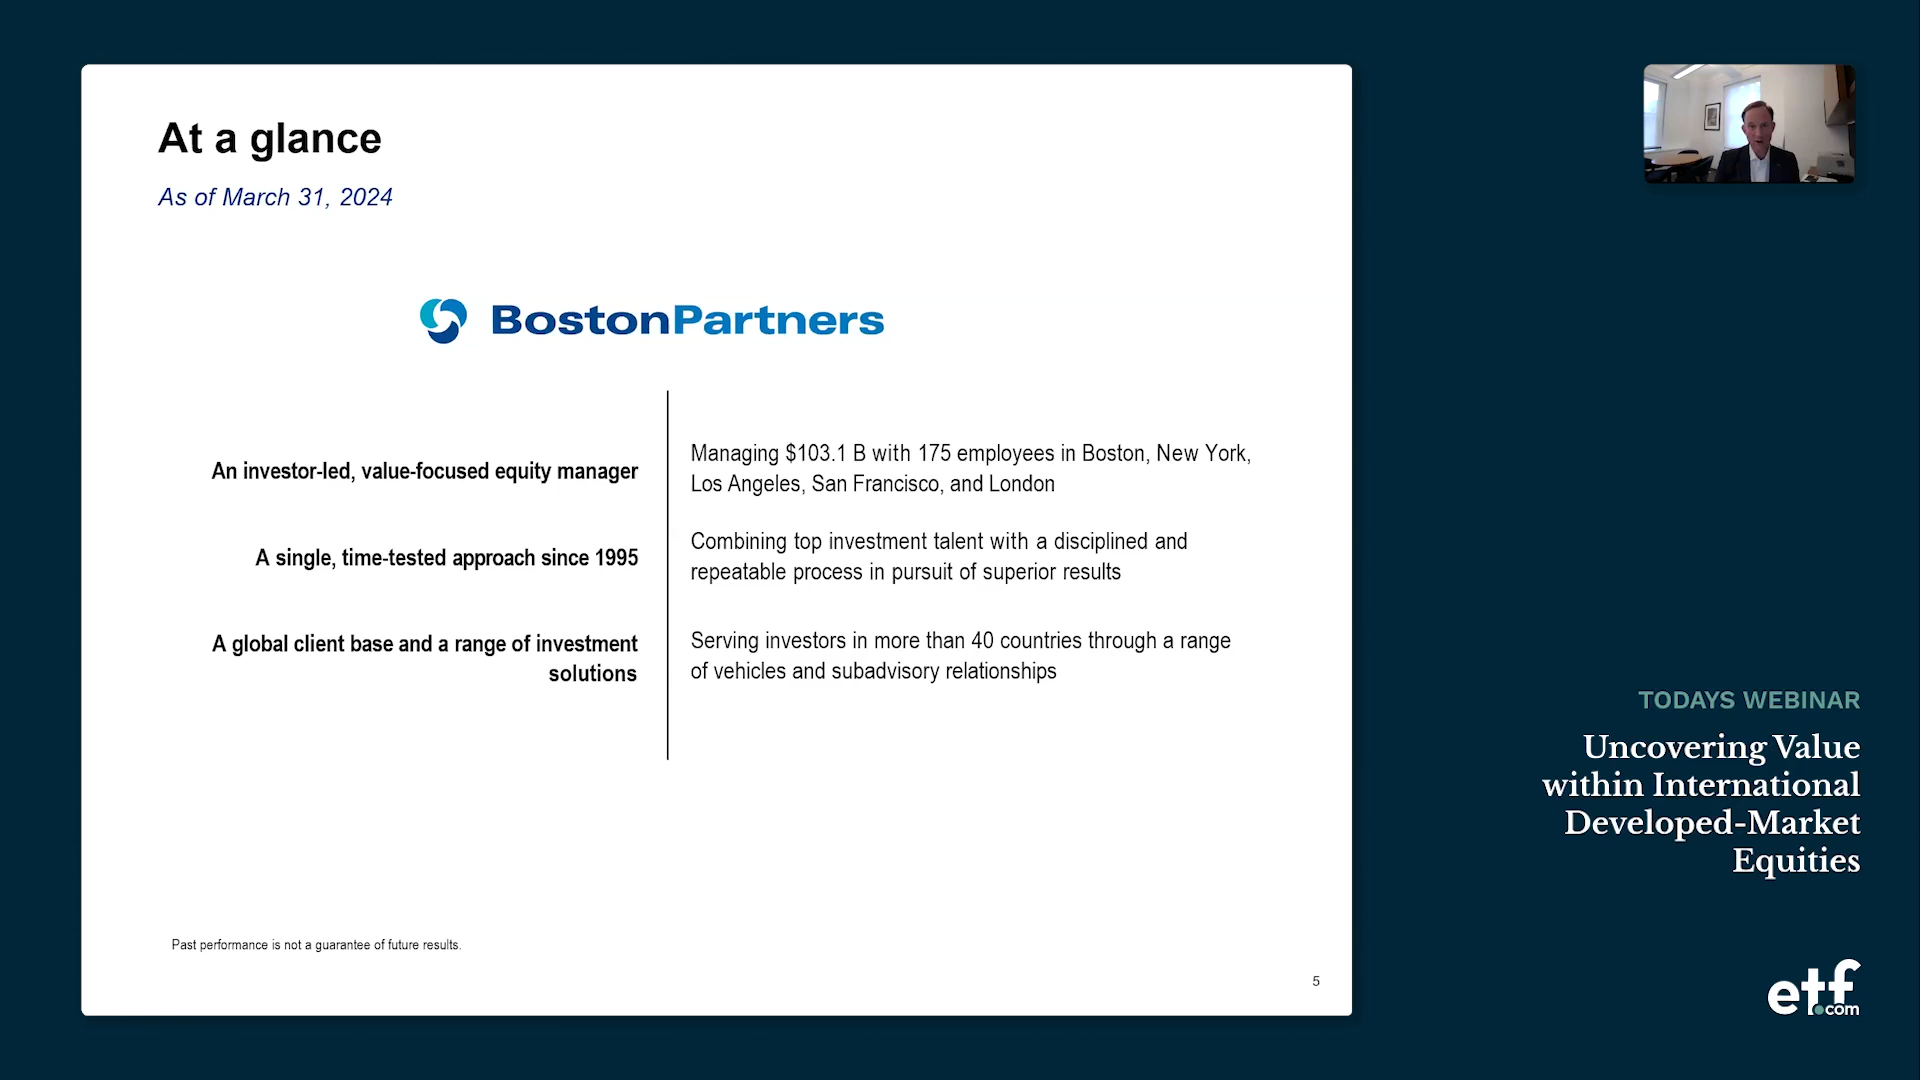 At a glance
As of March 31, 2024
BostonPartners
An investor-led, value-focused equity manager
Managing $103.1 B with 175 employees in Boston, New York,
Los Angeles, San Francisco, and London
A single, time-tested approach since 1995
Combining top investment talent with a disciplined and
repeatable process in pursuit of superior results
A global client base and a range of investment
solutions
Serving investors in more than 40 countries through a range
of vehicles and subadvisory relationships
Past performance is not a guarantee of future results.
5
TODAYS WEBINAR
Uncovering Value
within International
Developed-Market
Equities
etf.com